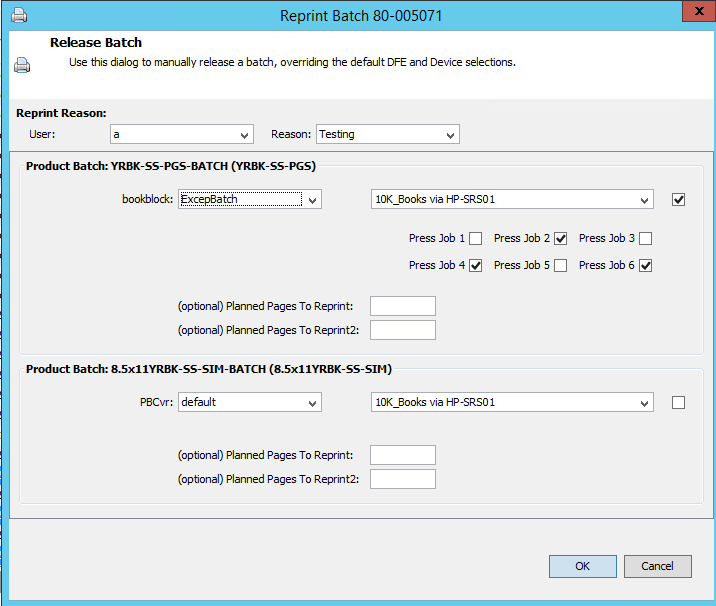 Reprint Batch 80-005071
X
Release Batch
Use this dialog to manually release a batch, overriding the default DFE and Device selections.
Reprint Reason:
User: a Reason: Testing
Product Batch: YRBK-SS-PGS-BATCH (YRBK-SS-PGS)
bookblock: ExcepBatch 10K_Books via HP-SRS01
Press Job 1 Press Job 2 Press Job 3
Press Job 4 Press Job 5 Press Job 6
(optional) Planned Pages To Reprint:
(optional) Planned Pages To Reprint2:
Product Batch: 8.5x11YRBK-SS-SIM-BATCH (8.5x11YRBK-SS-SIM)
PBCvr: default 10K_Books via HP-SRS01
(optional) Planned Pages To Reprint:
(optional) Planned Pages To Reprint2:
OK Cancel